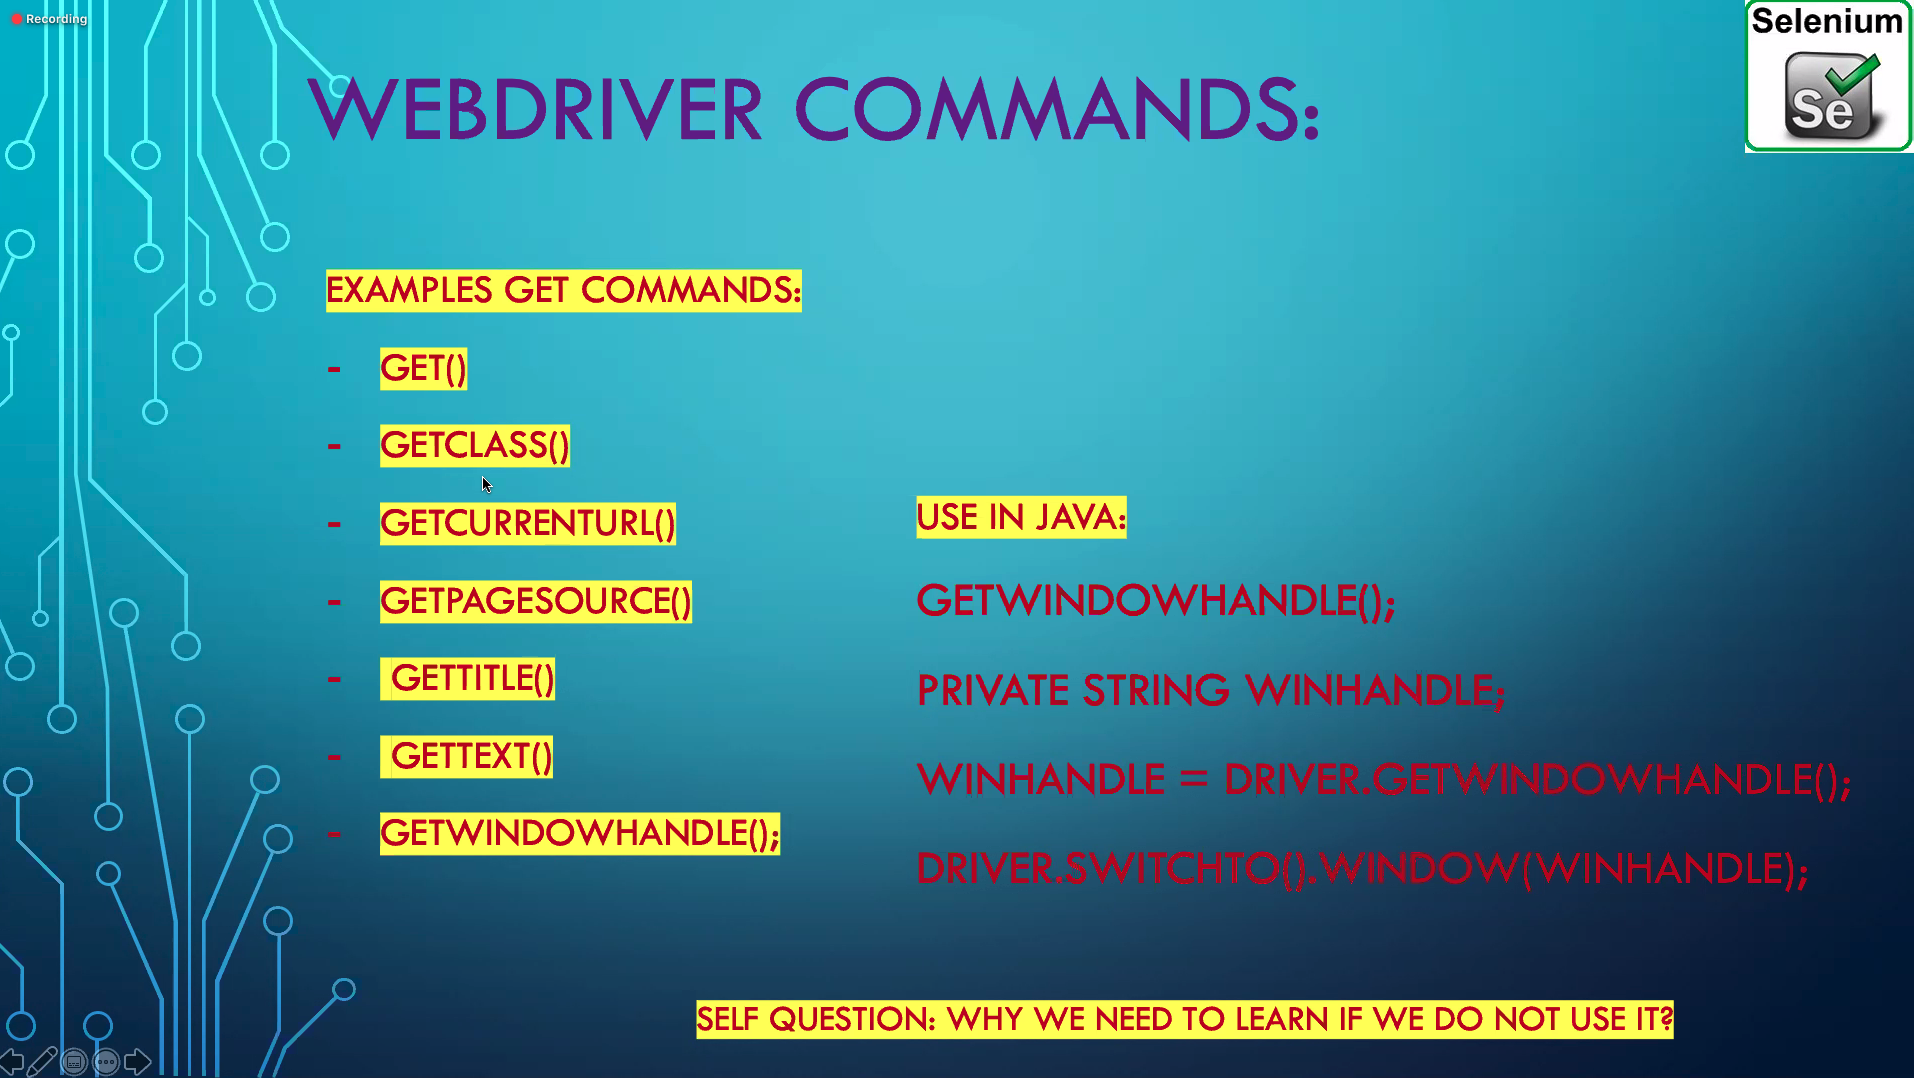 Recording
Selenium
Se
WEBDRIVER COMMANDS:
EXAMPLES GET COMMANDS:
- GET()
- GETCLASS()
- GETCURRENTURL()
- GETPAGESOURCE()
- GETTITLE()
- GETTEXT()
- GETWINDOWHANDLE();
USE IN JAVA:
GETWINDOWHANDLE();
PRIVATE STRING WINHANDLE;
WINHANDLE = DRIVER.GETWINDOWHANDLE();
DRIVER.SWITCHTO().WINDOW(WINHANDLE);
SELF QUESTION: WHY WE NEED TO LEARN IF WE DO NOT USE IT?